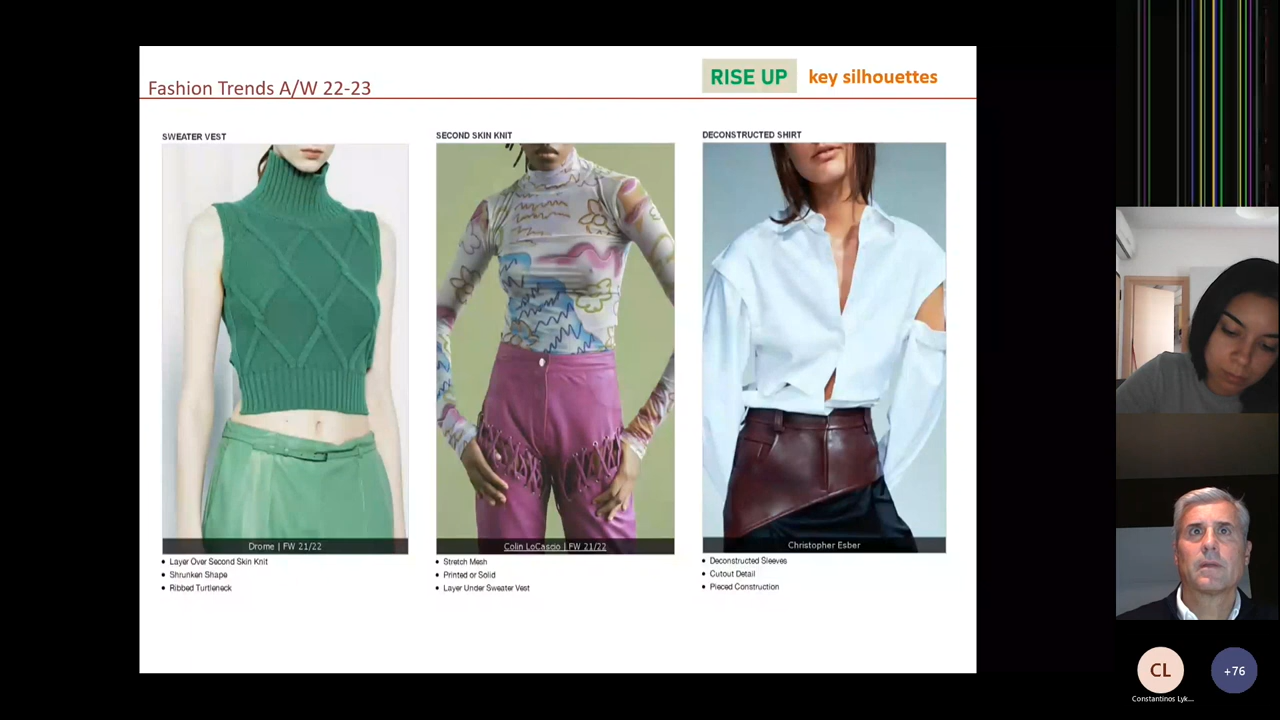 Fashion Trends A/W 22-23
RISE UP key silhouettes
SWEATER VEST
Drome | FW 21/22
• Layer Over Second Skin Knit
• Shrunken Shape
• Ribbed Turtleneck
SECOND SKIN KNIT
Colin LoCascio | FW 21/22
• Stretch Mesh
• Printed or Solid
• Layer Under Sweater Vest
DECONSTRUCTED SHIRT
Christopher Esber
• Deconstructed Sleeves
• Cutout Detail
• Pieced Construction
CL
Constantinos Lyk...
+76